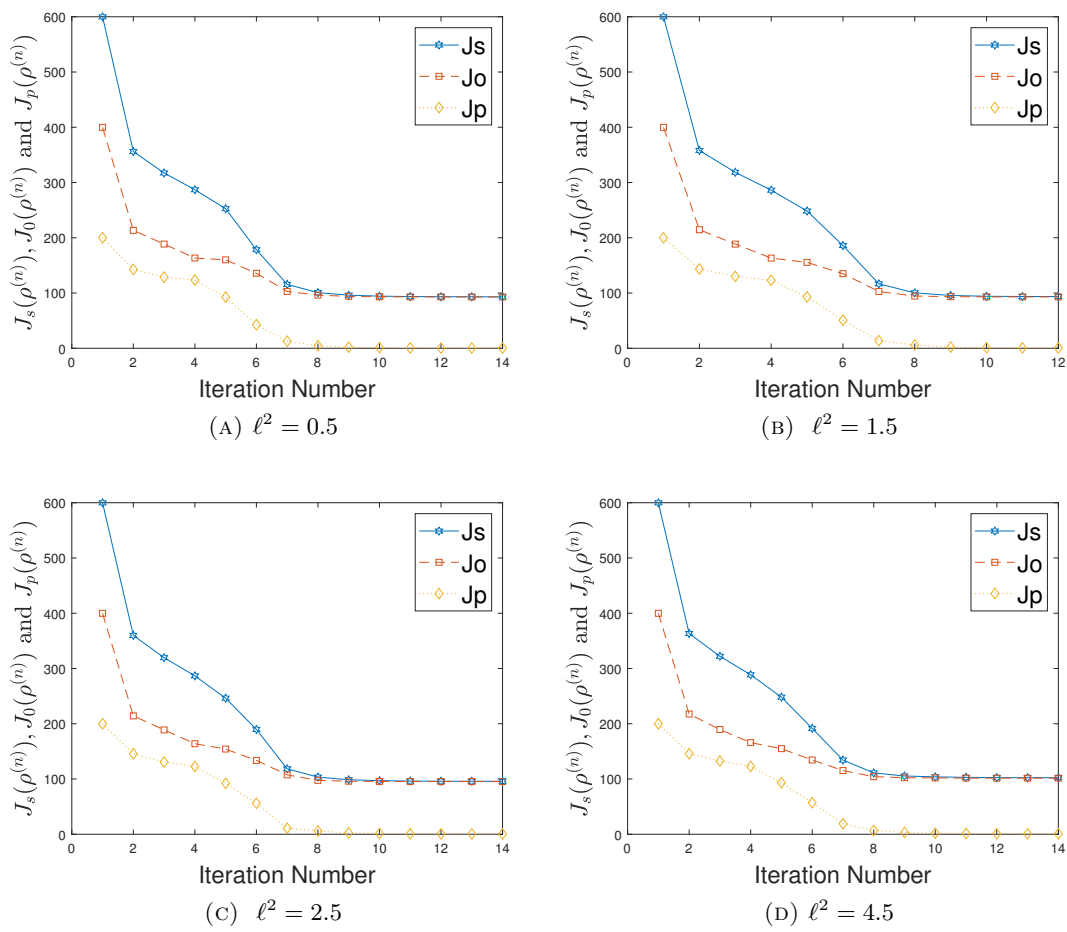 600
500
400
300
200
100
0
0 2 4 6 8 10 12 14
J_s(ρ^(n)), J_0(ρ^(n)) and J_p(ρ^(n))
Iteration Number
Js
Jo
Jp
(A) ℓ² = 0.5
600
500
400
300
200
100
0
0 2 4 6 8 10 12
J_s(ρ^(n)), J_0(ρ^(n)) and J_p(ρ^(n))
Iteration Number
Js
Jo
Jp
(B) ℓ² = 1.5
600
500
400
300
200
100
0
0 2 4 6 8 10 12 14
J_s(ρ^(n)), J_0(ρ^(n)) and J_p(ρ^(n))
Iteration Number
Js
Jo
Jp
(C) ℓ² = 2.5
600
500
400
300
200
100
0
0 2 4 6 8 10 12 14
J_s(ρ^(n)), J_0(ρ^(n)) and J_p(ρ^(n))
Iteration Number
Js
Jo
Jp
(D) ℓ² = 4.5